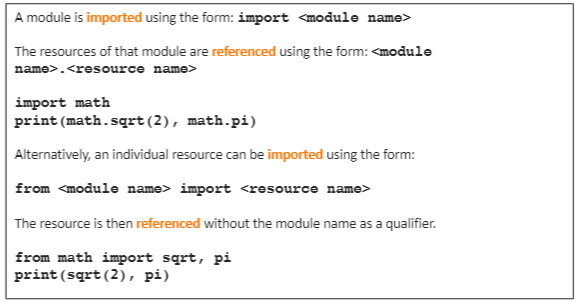 A module is imported using the form: import <module name>
The resources of that module are referenced using the form: <module
name>.<resource name>
import math
print(math.sqrt(2), math.pi)
Alternatively, an individual resource can be imported using the form:
from <module name> import <resource name>
The resource is then referenced without the module name as a qualifier.
from math import sqrt, pi
print(sqrt(2), pi)